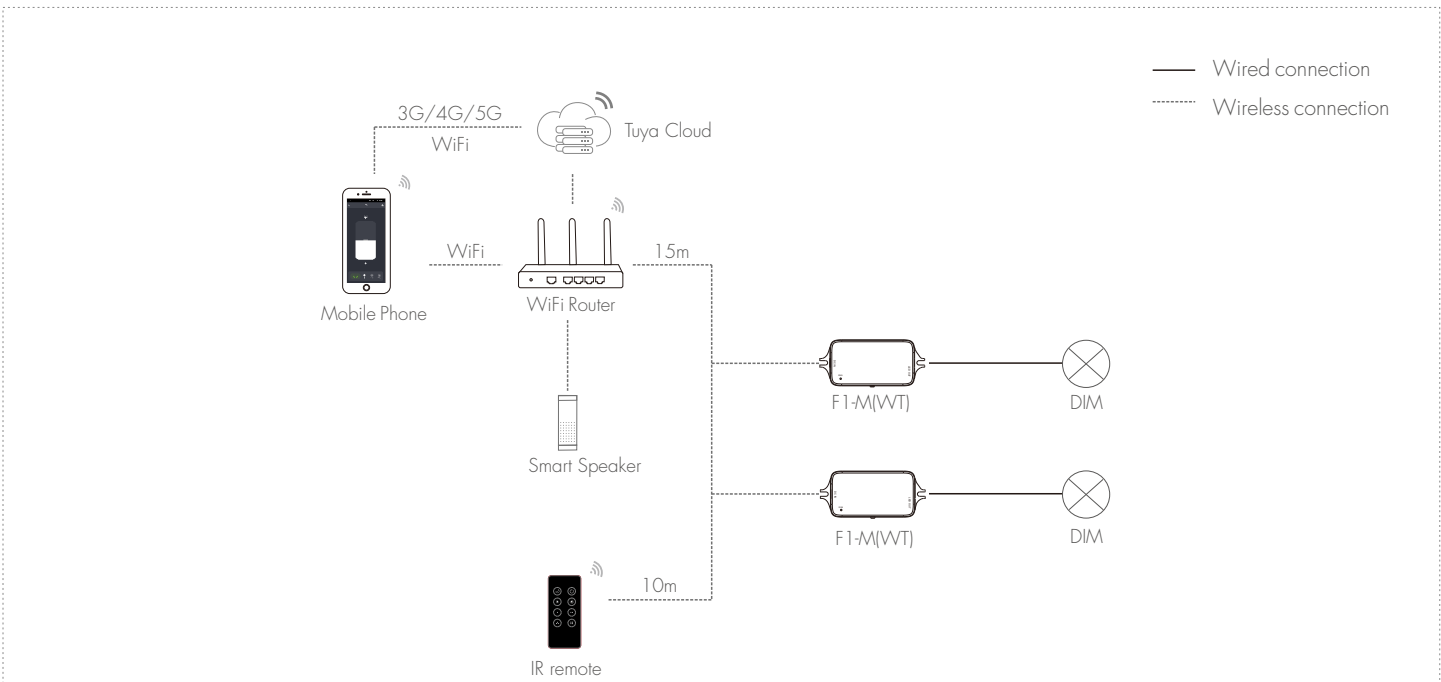 Wired connection
Wireless connection
3G/4G/5G
WiFi
Tuya Cloud
WiFi
15m
Mobile Phone
WiFi Router
F1-M(WT)
DIM
Smart Speaker
F1-M(WT)
DIM
10m
IR remote